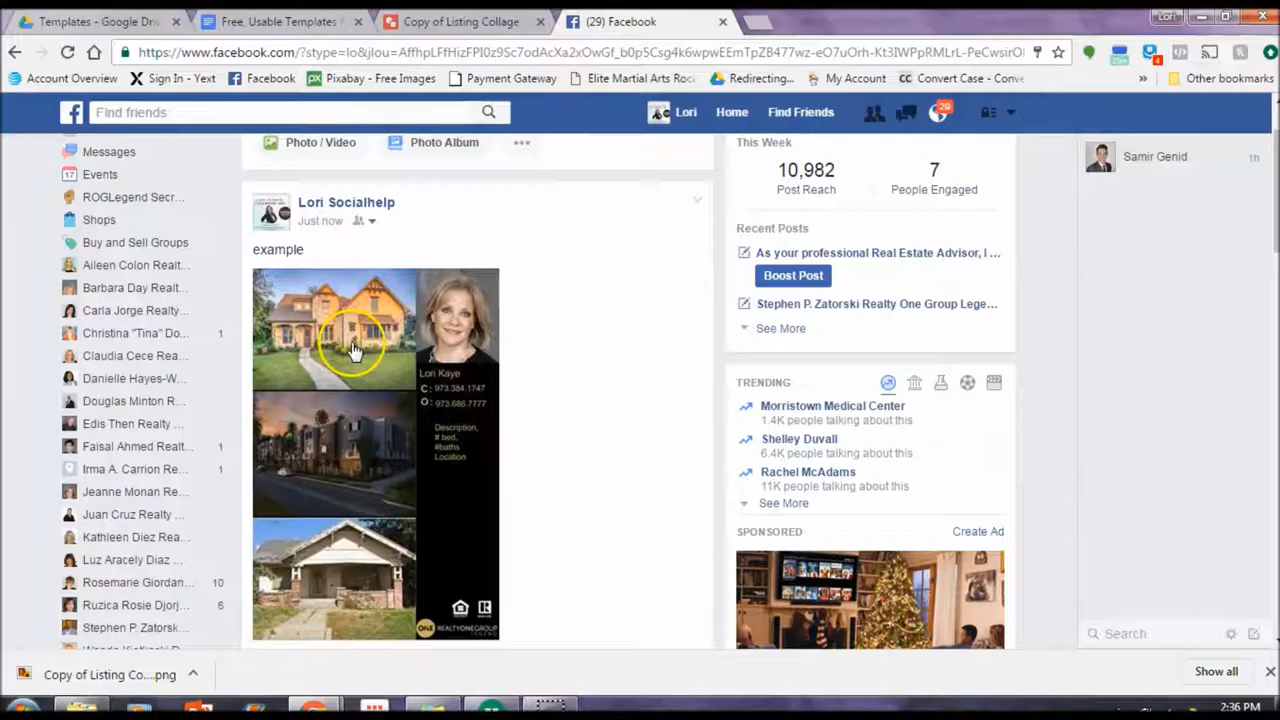 Templates - Google Dri
Free, Usable Templates
Copy of Listing Collage
(29) Facebook
Lori
https://www.facebook.com/?stype=lo&jlou=AffhpLFfHizFPI0z9Sc7odAcXa2xOwGf_b0p5Csg4k6wpwEEmTpZB477wz-eO7uOrh-Kt3IWPpRMLrL-PeCwsirOl
Account Overview
Sign In - Yext
Facebook
Pixabay - Free Images
Payment Gateway
Elite Martial Arts Roc
Redirecting...
My Account
CC Convert Case - Conve
»
Other bookmarks
Find friends
Lori
Home
Find Friends
29
Messages
17 Events
ROGLegend Secr...
Shops
Buy and Sell Groups
Aileen Colon Realt...
Barbara Day Realt...
Carla Jorge Realty...
Christina "Tina" Do... 1
Claudia Cece Rea...
Danielle Hayes-W...
Douglas Minton R...
Edis Then Realty ...
Faisal Ahmed Realt... 1
Irma A. Carrion Re... 1
Jeanne Monan Re...
Juan Cruz Realty ...
Kathleen Diez Rea...
Luz Aracely Diaz ...
Rosemarie Giordan... 10
Ruzica Rosie Djorj... 6
Stephen P. Zatorsk...
Photo / Video
Photo Album
Lori Socialhelp
Just now
example
Lori Kaye
C: 973.384.1747
O: 973.686.7777
Description,
# bed,
#baths
Location
ONE REALTYONEGROUP
This Week
10,982
Post Reach
7
People Engaged
Recent Posts
As your professional Real Estate Advisor, I ...
Boost Post
Stephen P. Zatorski Realty One Group Lege...
See More
TRENDING
Morristown Medical Center
1.4K people talking about this
Shelley Duvall
6.4K people talking about this
Rachel McAdams
11K people talking about this
See More
SPONSORED
Create Ad
Samir Genid
1h
Search
Copy of Listing Co....png
Show all
2:36 PM